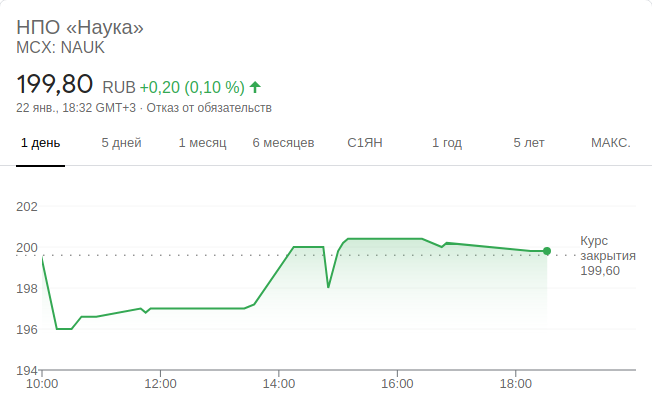 НПО «Наука»
MCX: NAUK
199,80 RUB +0,20 (0,10 %)
22 янв., 18:32 GMT+3 · Отказ от обязательств
1 день 5 дней 1 месяц 6 месяцев С1ЯН 1 год 5 лет МАКС.
202
200
198
196
194
Курс
закрытия
199,60
10:00 12:00 14:00 16:00 18:00